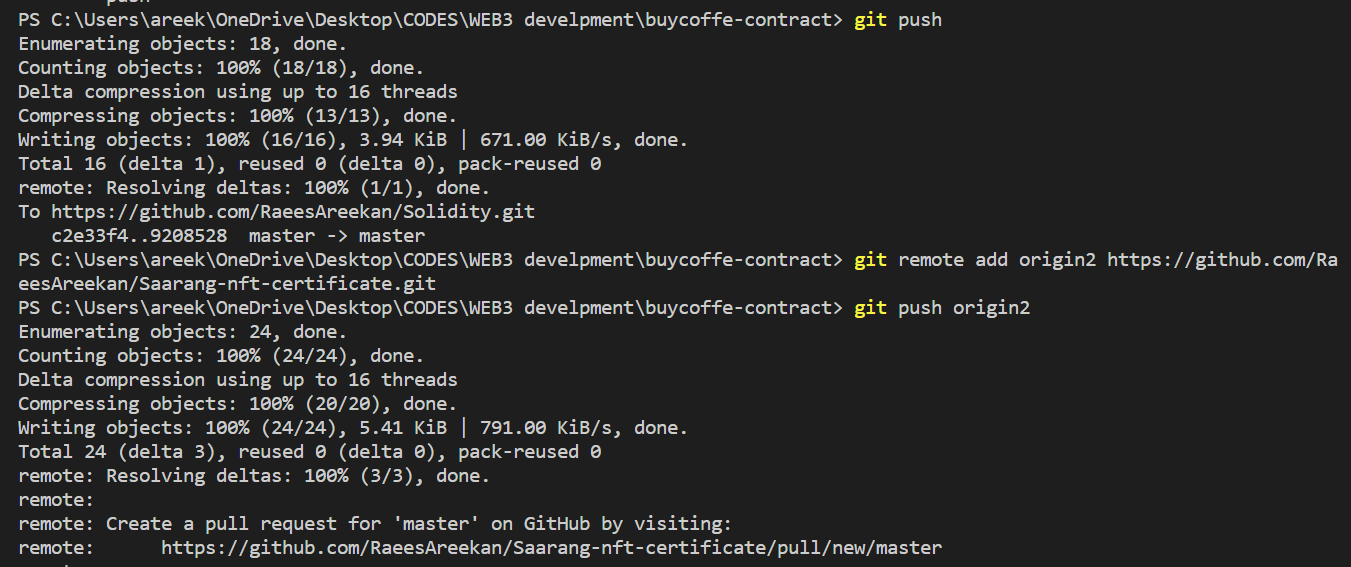 push
PS C:\Users\areek\OneDrive\Desktop\CODES\WEB3 develpment\buycoffe-contract> git push
Enumerating objects: 18, done.
Counting objects: 100% (18/18), done.
Delta compression using up to 16 threads
Compressing objects: 100% (13/13), done.
Writing objects: 100% (16/16), 3.94 KiB | 671.00 KiB/s, done.
Total 16 (delta 1), reused 0 (delta 0), pack-reused 0
remote: Resolving deltas: 100% (1/1), done.
To https://github.com/RaeesAreekan/Solidity.git
   c2e33f4..9208528  master -> master
PS C:\Users\areek\OneDrive\Desktop\CODES\WEB3 develpment\buycoffe-contract> git remote add origin2 https://github.com/Ra
eesAreekan/Saarang-nft-certificate.git
PS C:\Users\areek\OneDrive\Desktop\CODES\WEB3 develpment\buycoffe-contract> git push origin2
Enumerating objects: 24, done.
Counting objects: 100% (24/24), done.
Delta compression using up to 16 threads
Compressing objects: 100% (20/20), done.
Writing objects: 100% (24/24), 5.41 KiB | 791.00 KiB/s, done.
Total 24 (delta 3), reused 0 (delta 0), pack-reused 0
remote: Resolving deltas: 100% (3/3), done.
remote:
remote: Create a pull request for 'master' on GitHub by visiting:
remote:      https://github.com/RaeesAreekan/Saarang-nft-certificate/pull/new/master